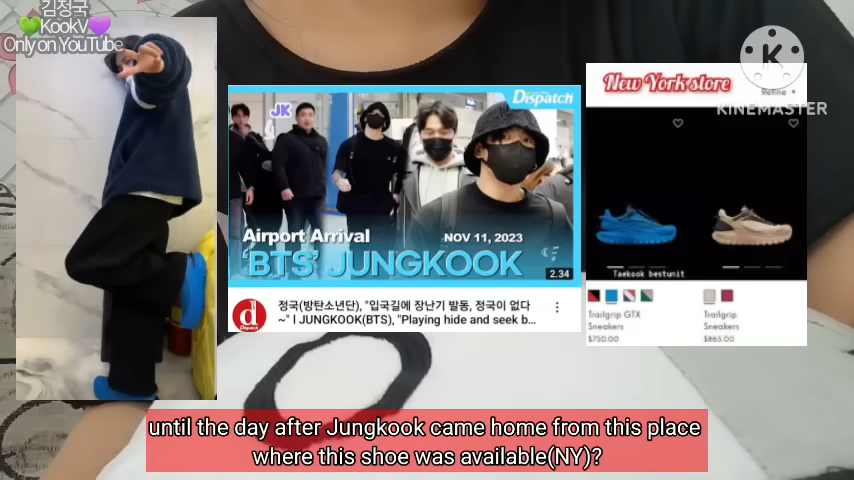 김정국
💚KookV💜
Only on YouTube
JK
Dispatch
Airport Arrival
NOV 11, 2023
'BTS' JUNGKOOK
2.34
d
Dispatch
정국(방탄소년단), "입국길에 장난기 발동, 정국이 없다
~" l JUNGKOOK(BTS), "Playing hide and seek b...
New York store
Refine
K
KINEMASTER
Taekook bestunit
Trailgrip GTX
Sneakers
$750.00
Trailgrip
Sneakers
$865.00
until the day after Jungkook came home from this place
where this shoe was available(NY)?